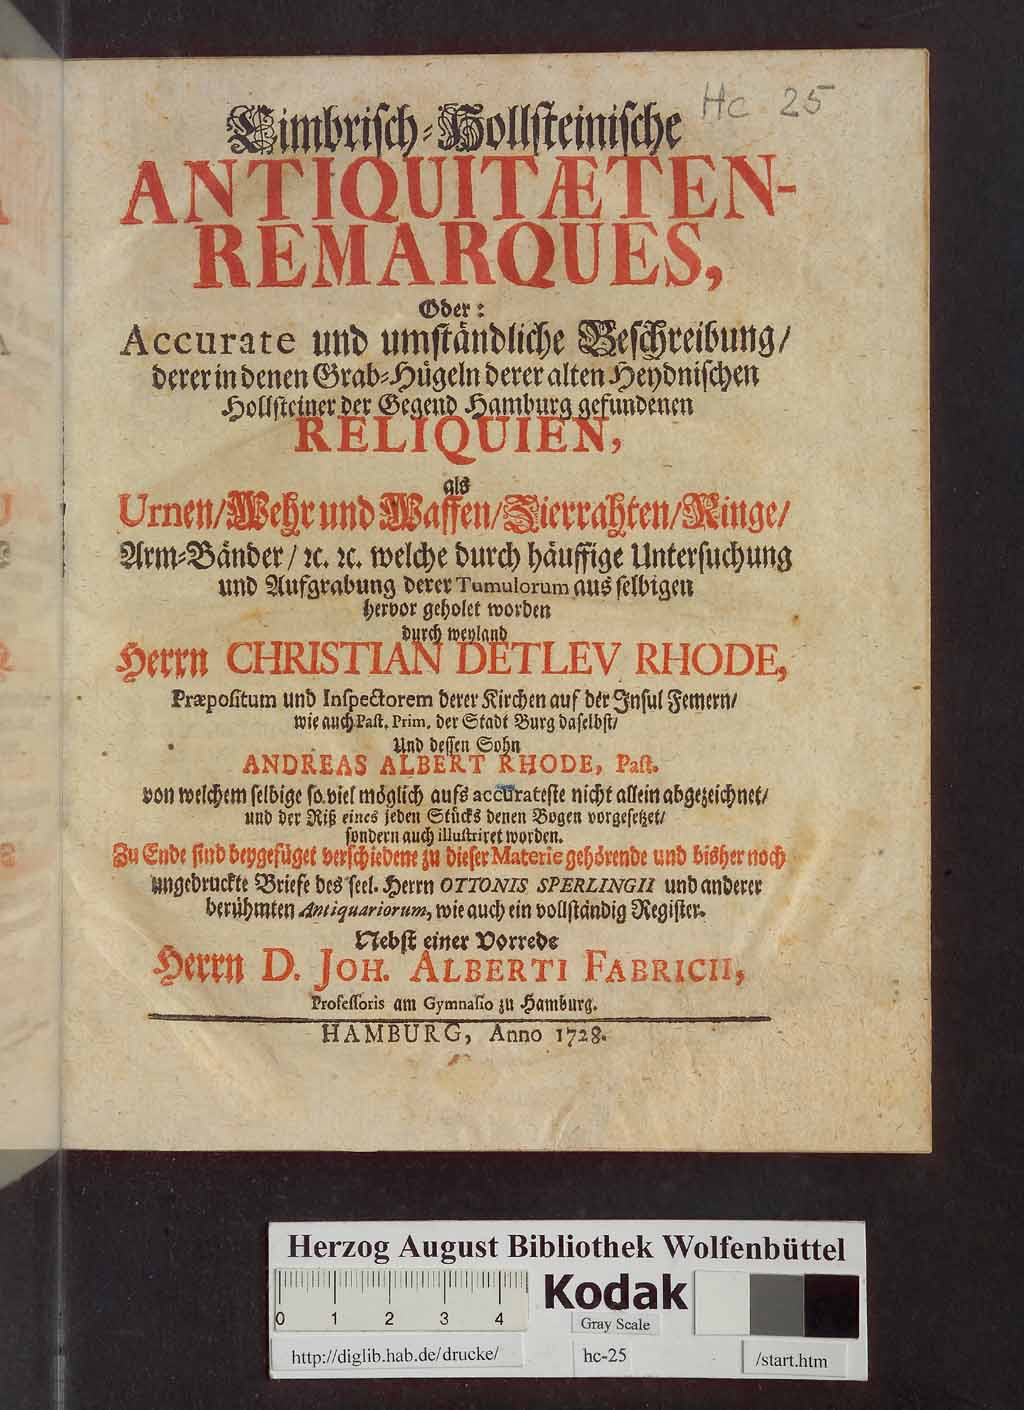 Hc 25
Cimbrisch-Hollsteinische
ANTIQUITÆTEN-
REMARQUES,
Oder:
Accurate und umständliche Beschreibung/
derer in denen Grab-Hügeln derer alten Heydnischen
Hollsteiner der Gegend Hamburg gefundenen
RELIQUIEN,
als
Urnen/Wehr und Waffen/Zierrahten/Ringe/
Arm-Bänder/ ꝛc. ꝛc. welche durch häuffige Untersuchung
und Aufgrabung derer Tumulorum aus selbigen
hervor geholet worden
durch weyland
Herrn CHRISTIAN DETLEV RHODE,
Præpositum und Inspectorem derer Kirchen auf der Insul Femern/
wie auch Past. Prim. der Stadt Burg daselbst/
Und dessen Sohn
ANDREAS ALBERT RHODE, Past.
von welchem selbige so viel möglich aufs accurateste nicht allein abgezeichnet/
und der Riß eines jeden Stücks denen Bogen vorgesetzet/
sondern auch illustriret worden.
Zu Ende sind beygefüget verschiedene zu dieser Materie gehörende und bisher noch
ungedruckte Briefe des seel. Herrn OTTONIS SPERLINGII und anderer
berühmten Antiquariorum, wie auch ein vollständig Register.
Nebst einer Vorrede
Herrn D. JOH. ALBERTI FABRICII,
Professoris am Gymnasio zu Hamburg.
HAMBURG, Anno 1728.
Herzog August Bibliothek Wolfenbüttel
0 1 2 3 4
Kodak
Gray Scale
http://diglib.hab.de/drucke/
hc-25
/start.htm